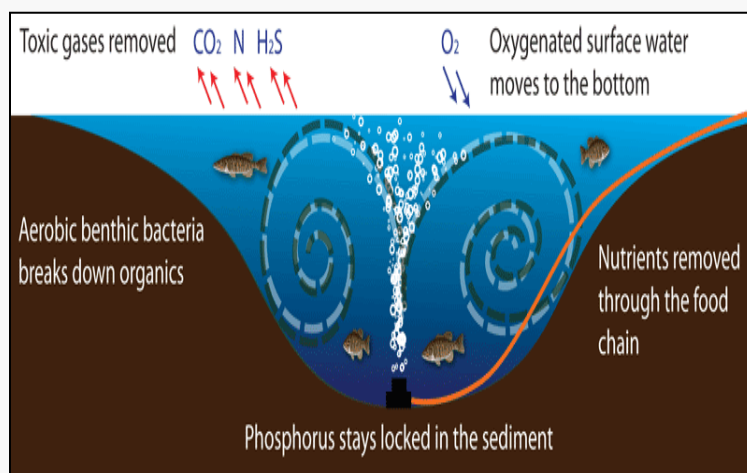 Toxic gases removed CO₂ N H₂S
O₂ Oxygenated surface water
moves to the bottom
Aerobic benthic bacteria
breaks down organics
Nutrients removed
through the food
chain
Phosphorus stays locked in the sediment